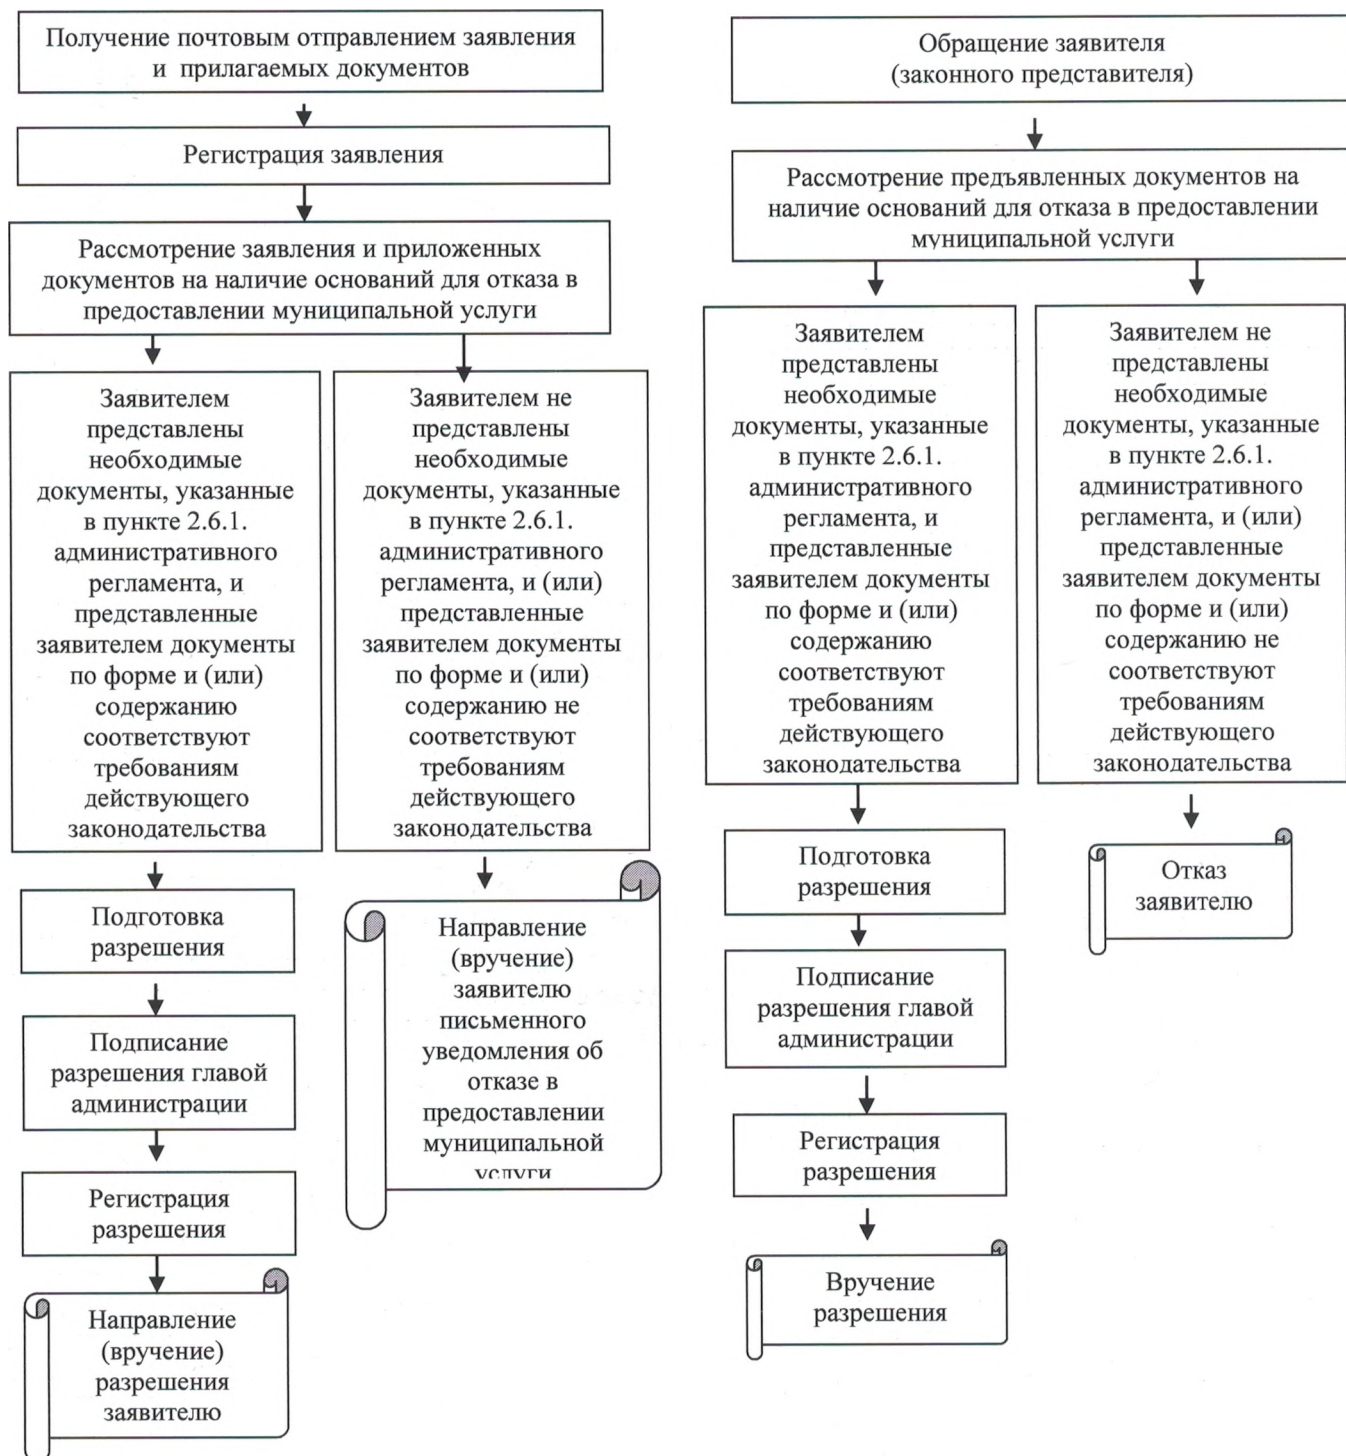 Получение почтовым отправлением заявления
и прилагаемых документов
Регистрация заявления
Рассмотрение заявления и приложенных
документов на наличие оснований для отказа в
предоставлении муниципальной услуги
Заявителем
представлены
необходимые
документы, указанные
в пункте 2.6.1.
административного
регламента, и
представленные
заявителем документы
по форме и (или)
содержанию
соответствуют
требованиям
действующего
законодательства
Заявителем не
представлены
необходимые
документы, указанные
в пункте 2.6.1.
административного
регламента, и (или)
представленные
заявителем документы
по форме и (или)
содержанию не
соответствуют
требованиям
действующего
законодательства
Подготовка
разрешения
Подписание
разрешения главой
администрации
Регистрация
разрешения
Направление
(вручение)
разрешения
заявителю
Направление
(вручение)
заявителю
письменного
уведомления об
отказе в
предоставлении
муниципальной
услуги
Обращение заявителя
(законного представителя)
Рассмотрение предъявленных документов на
наличие оснований для отказа в предоставлении
муниципальной услуги
Заявителем
представлены
необходимые
документы, указанные
в пункте 2.6.1.
административного
регламента, и
представленные
заявителем документы
по форме и (или)
содержанию
соответствуют
требованиям
действующего
законодательства
Заявителем не
представлены
необходимые
документы, указанные
в пункте 2.6.1.
административного
регламента, и (или)
представленные
заявителем документы
по форме и (или)
содержанию не
соответствуют
требованиям
действующего
законодательства
Подготовка
разрешения
Подписание
разрешения главой
администрации
Регистрация
разрешения
Вручение
разрешения
Отказ
заявителю